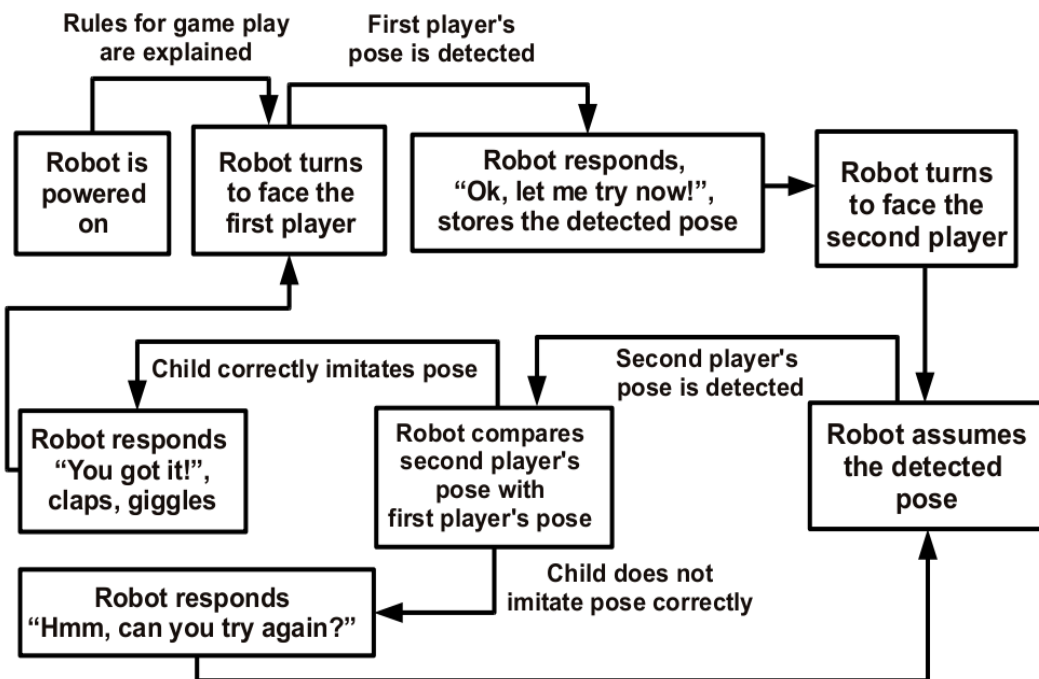 Rules for game play
are explained
First player's
pose is detected
Robot is
powered
on
Robot turns
to face the
first player
Robot responds,
“Ok, let me try now!”,
stores the detected pose
Robot turns
to face the
second player
Child correctly imitates pose
Second player's
pose is detected
Robot responds
“You got it!”,
claps, giggles
Robot compares
second player's
pose with
first player's pose
Robot assumes
the detected
pose
Child does not
imitate pose correctly
Robot responds
“Hmm, can you try again?”